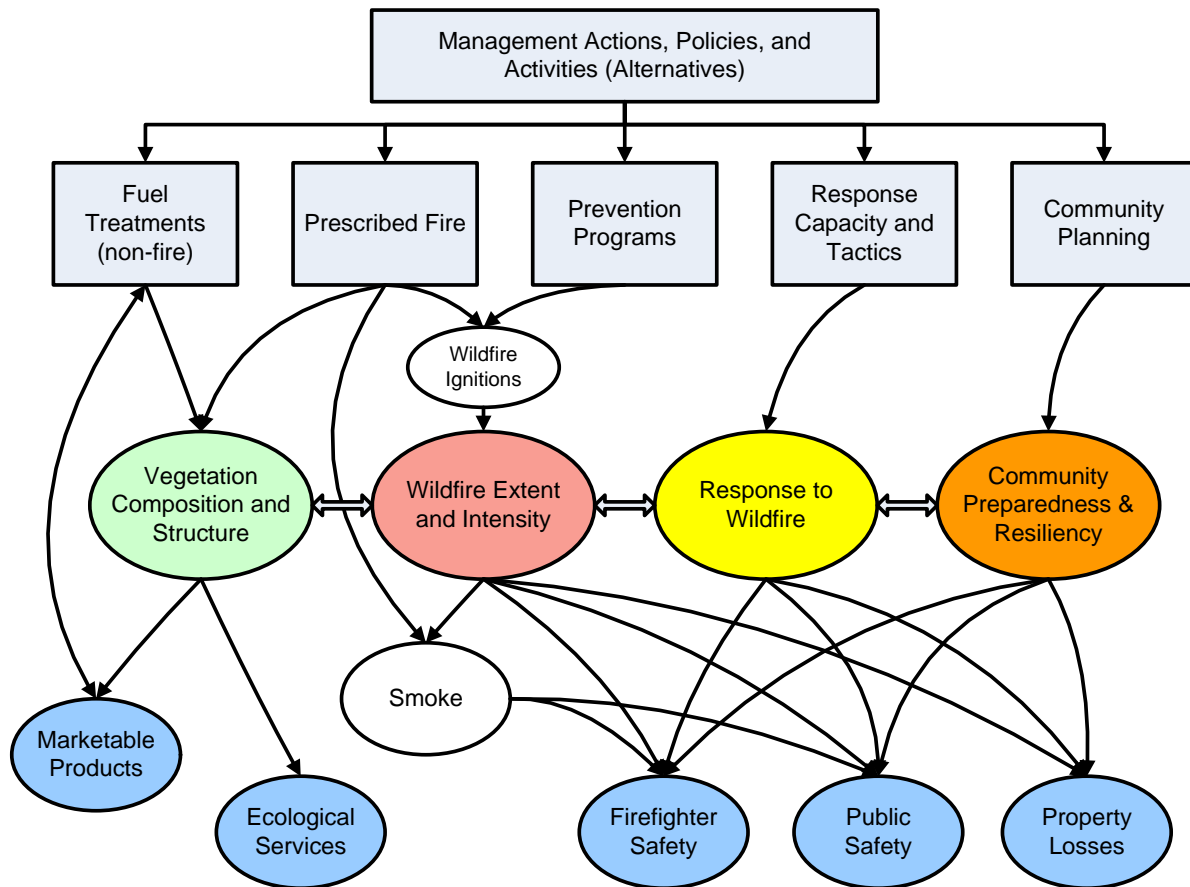 Management Actions, Policies, and
Activities (Alternatives)
Fuel
Treatments
(non-fire)
Prescribed Fire
Prevention
Programs
Response
Capacity and
Tactics
Community
Planning
Wildfire
Ignitions
Vegetation
Composition and
Structure
Wildfire Extent
and Intensity
Response to
Wildfire
Community
Preparedness &
Resiliency
Smoke
Marketable
Products
Ecological
Services
Firefighter
Safety
Public
Safety
Property
Losses